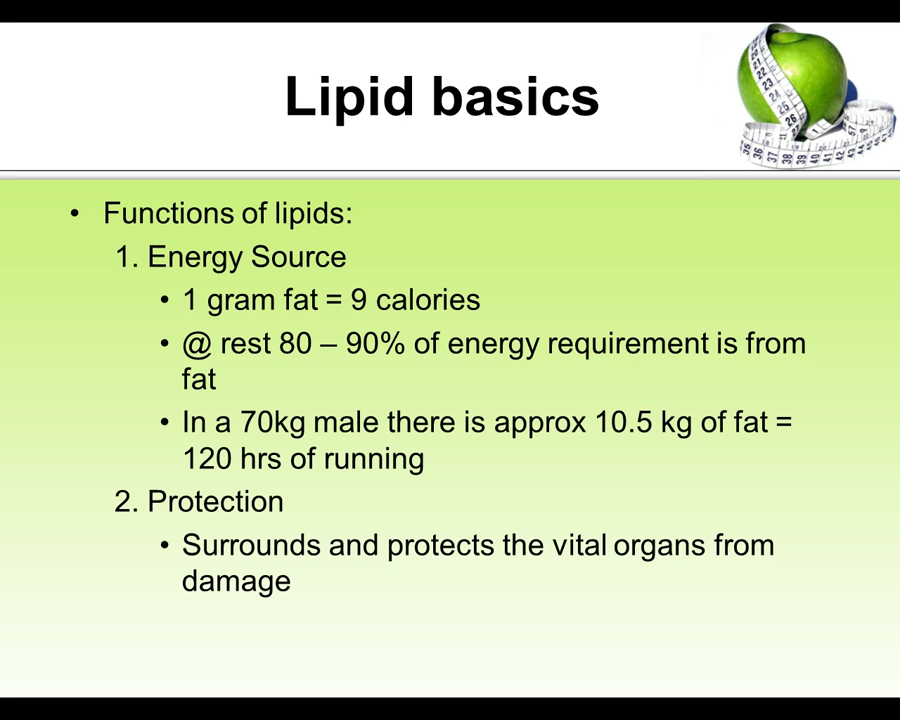 Lipid basics
• Functions of lipids:
1. Energy Source
• 1 gram fat = 9 calories
• @ rest 80 – 90% of energy requirement is from
fat
• In a 70kg male there is approx 10.5 kg of fat =
120 hrs of running
2. Protection
• Surrounds and protects the vital organs from
damage